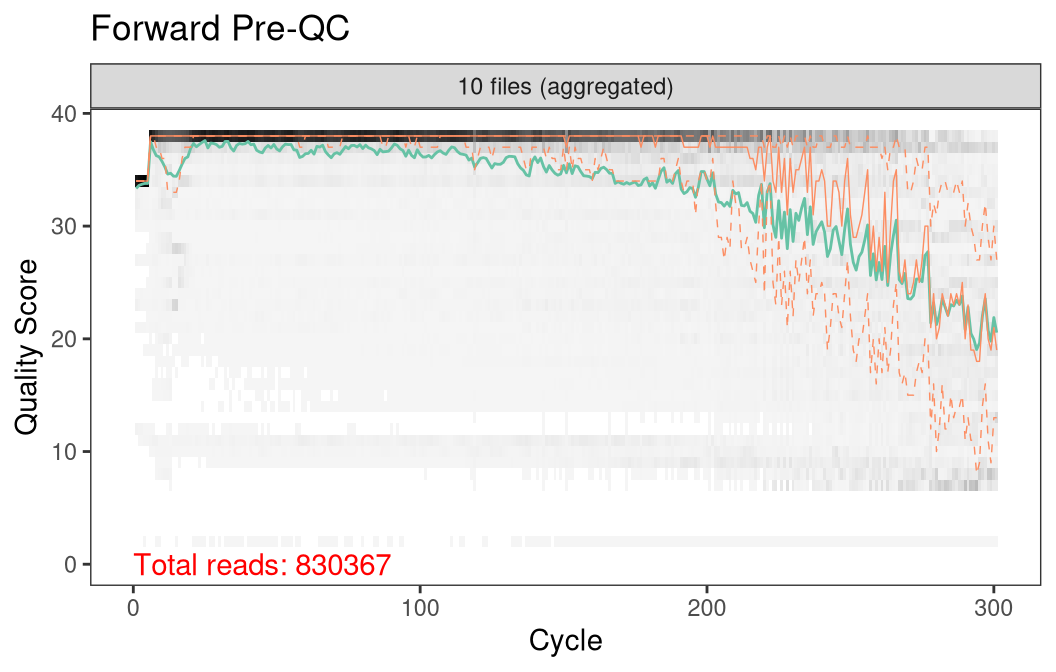 Forward Pre-QC
10 files (aggregated)
Quality Score
40
30
20
10
0
Total reads: 830367
0 100 200 300
Cycle